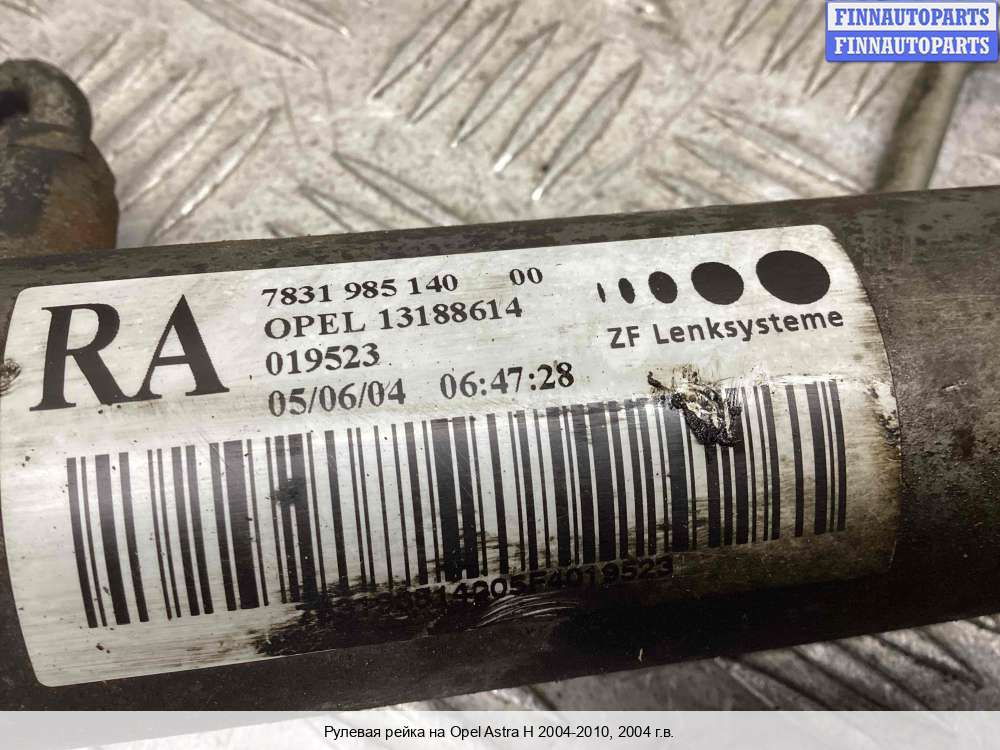 FINNAUTOPARTS
FINNAUTOPARTS
RA
7831 985 140 00
OPEL 13188614
019523
05/06/04 06:47:28
ZF Lenksysteme
Рулевая рейка на Opel Astra H 2004-2010, 2004 г.в.